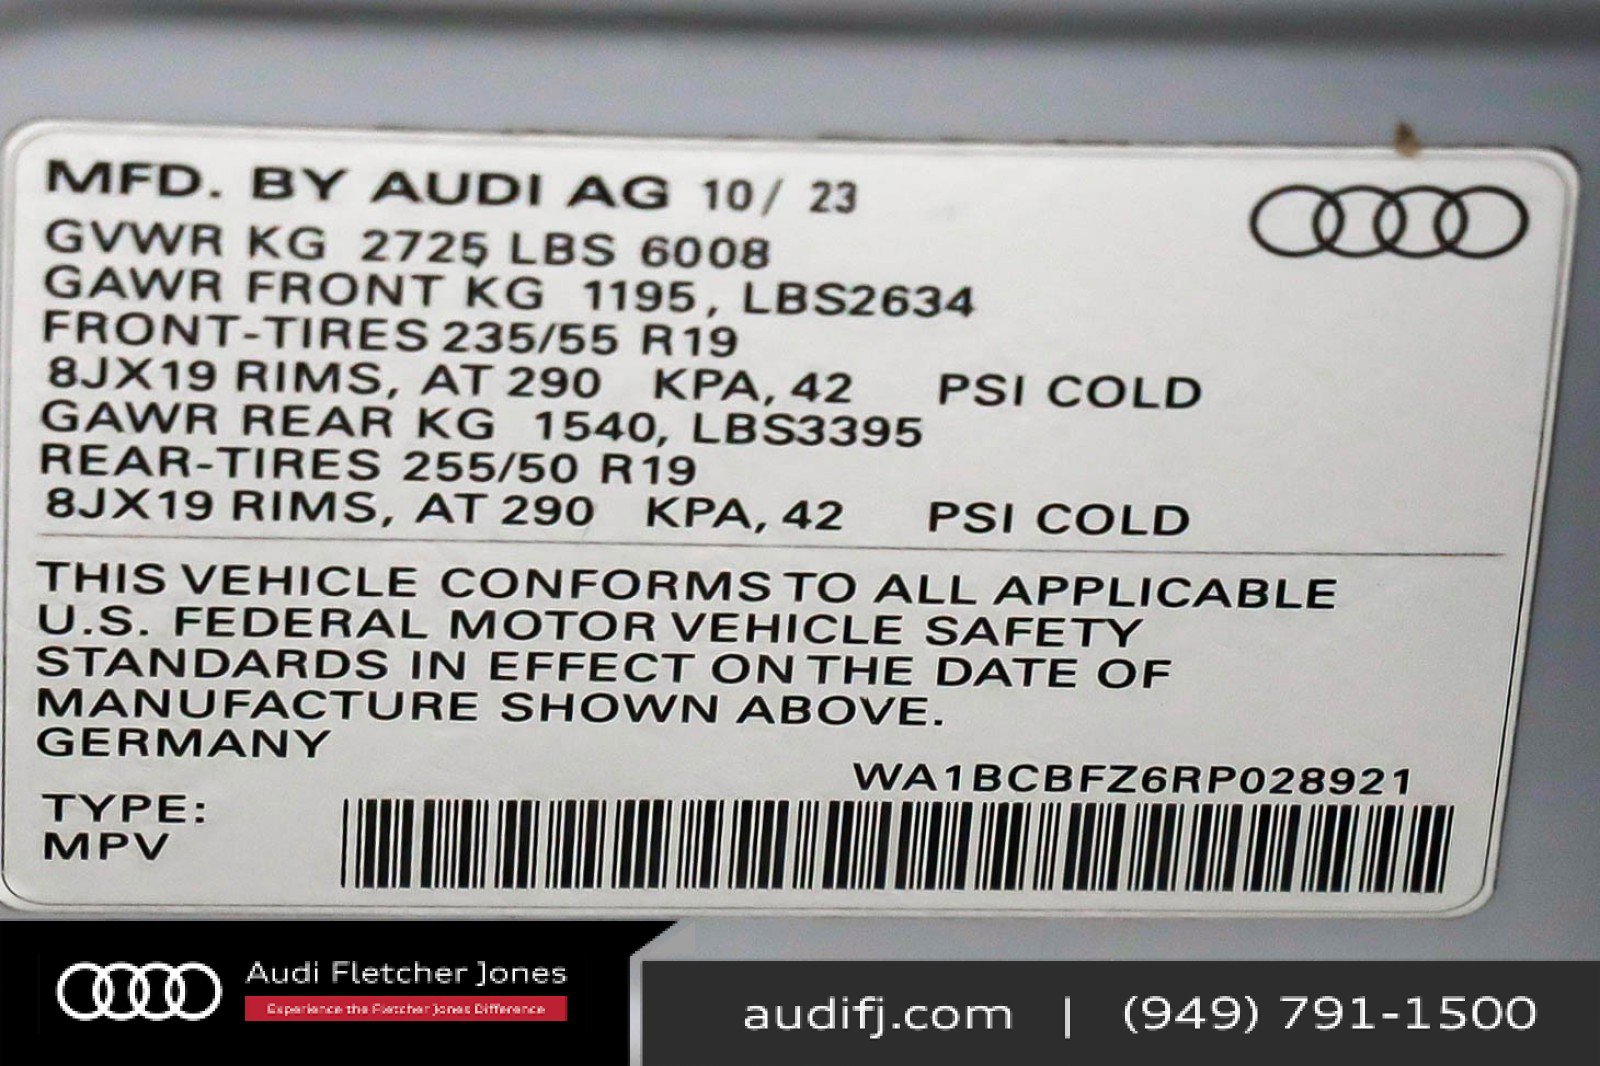 MFD. BY AUDI AG 10/ 23
GVWR KG 2725 LBS 6008
GAWR FRONT KG 1195, LBS2634
FRONT-TIRES 235/55 R19
8JX19 RIMS, AT 290 KPA, 42 PSI COLD
GAWR REAR KG 1540, LBS3395
REAR-TIRES 255/50 R19
8JX19 RIMS, AT 290 KPA, 42 PSI COLD
THIS VEHICLE CONFORMS TO ALL APPLICABLE
U.S. FEDERAL MOTOR VEHICLE SAFETY
STANDARDS IN EFFECT ON THE DATE OF
MANUFACTURE SHOWN ABOVE.
GERMANY
WA1BCBFZ6RP028921
TYPE:
MPV
Audi Fletcher Jones
Experience the Fletcher Jones Difference
audifj.com | (949) 791-1500